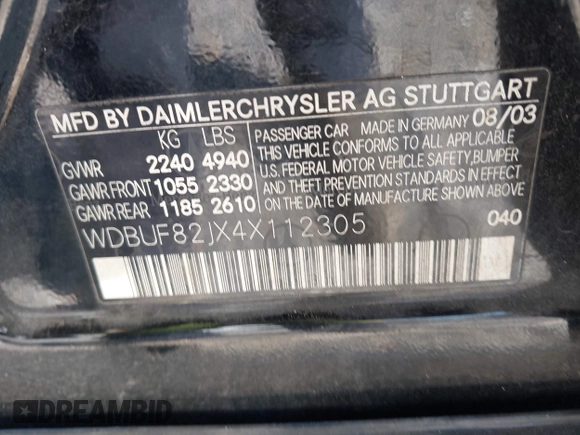 MFD BY DAIMLERCHRYSLER AG STUTTGART
KG LBS
GVWR 2240 4940
GAWR FRONT 1055 2330
GAWR REAR 1185 2610
PASSENGER CAR MADE IN GERMANY 08/03
THIS VEHICLE CONFORMS TO ALL APPLICABLE
U.S. FEDERAL MOTOR VEHICLE SAFETY, BUMPER
AND THEFT PREVENTION STANDARDS IN EFFECT
ON THE DATE OF MANUFACTURE SHOWN ABOVE
WDBUF82JX4X112305
040
DREAMBID